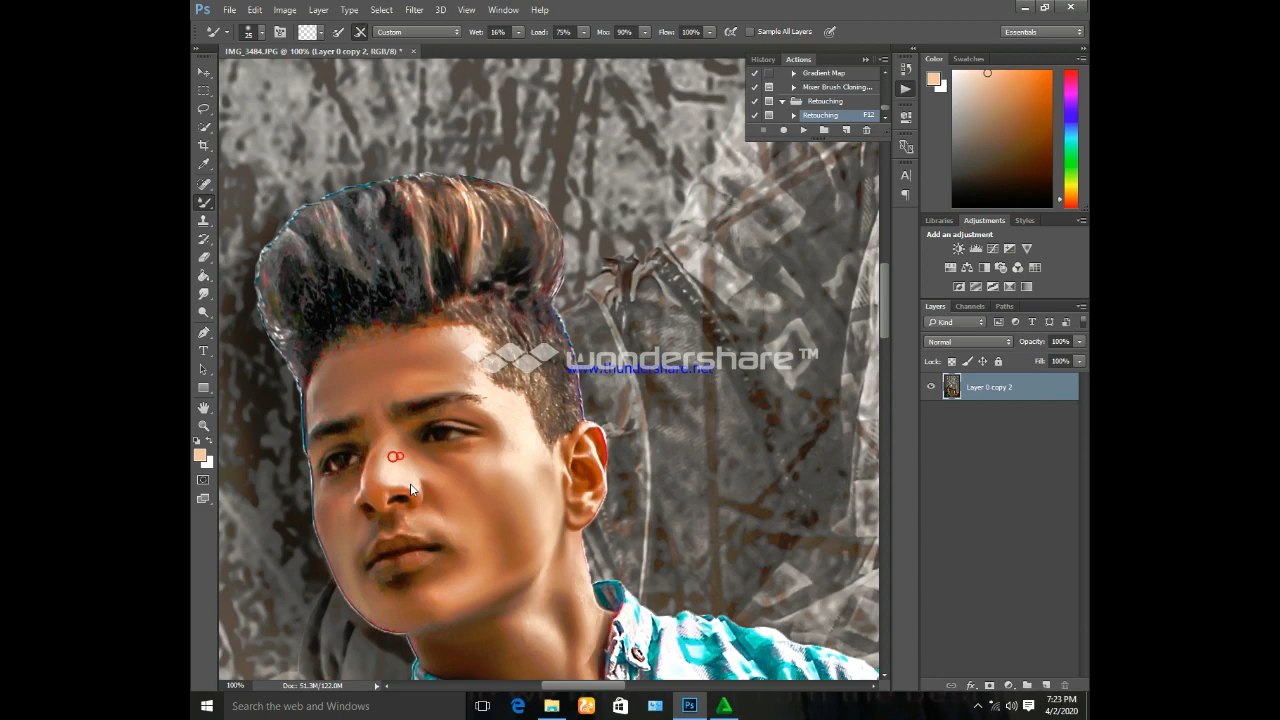 Ps File Edit Image Layer Type Select Filter 3D View Window Help
25 Custom Wet: 16% Load: 75% Mix: 90% Flow: 100% Sample All Layers Essentials
IMG_3484.JPG @ 100% (Layer 0 copy 2, RGB/8) * ×
History Actions
Gradient Map
Mixer Brush Cloning...
Retouching
Retouching F12
Color Swatches
Libraries Adjustments Styles
Add an adjustment
Layers Channels Paths
Kind
Normal Opacity: 100%
Lock: Fill: 100%
Layer 0 copy 2
wondershare™
www.thundershare.net
100% Doc: 51.3M/122.0M
Search the web and Windows
7:23 PM
4/2/2020